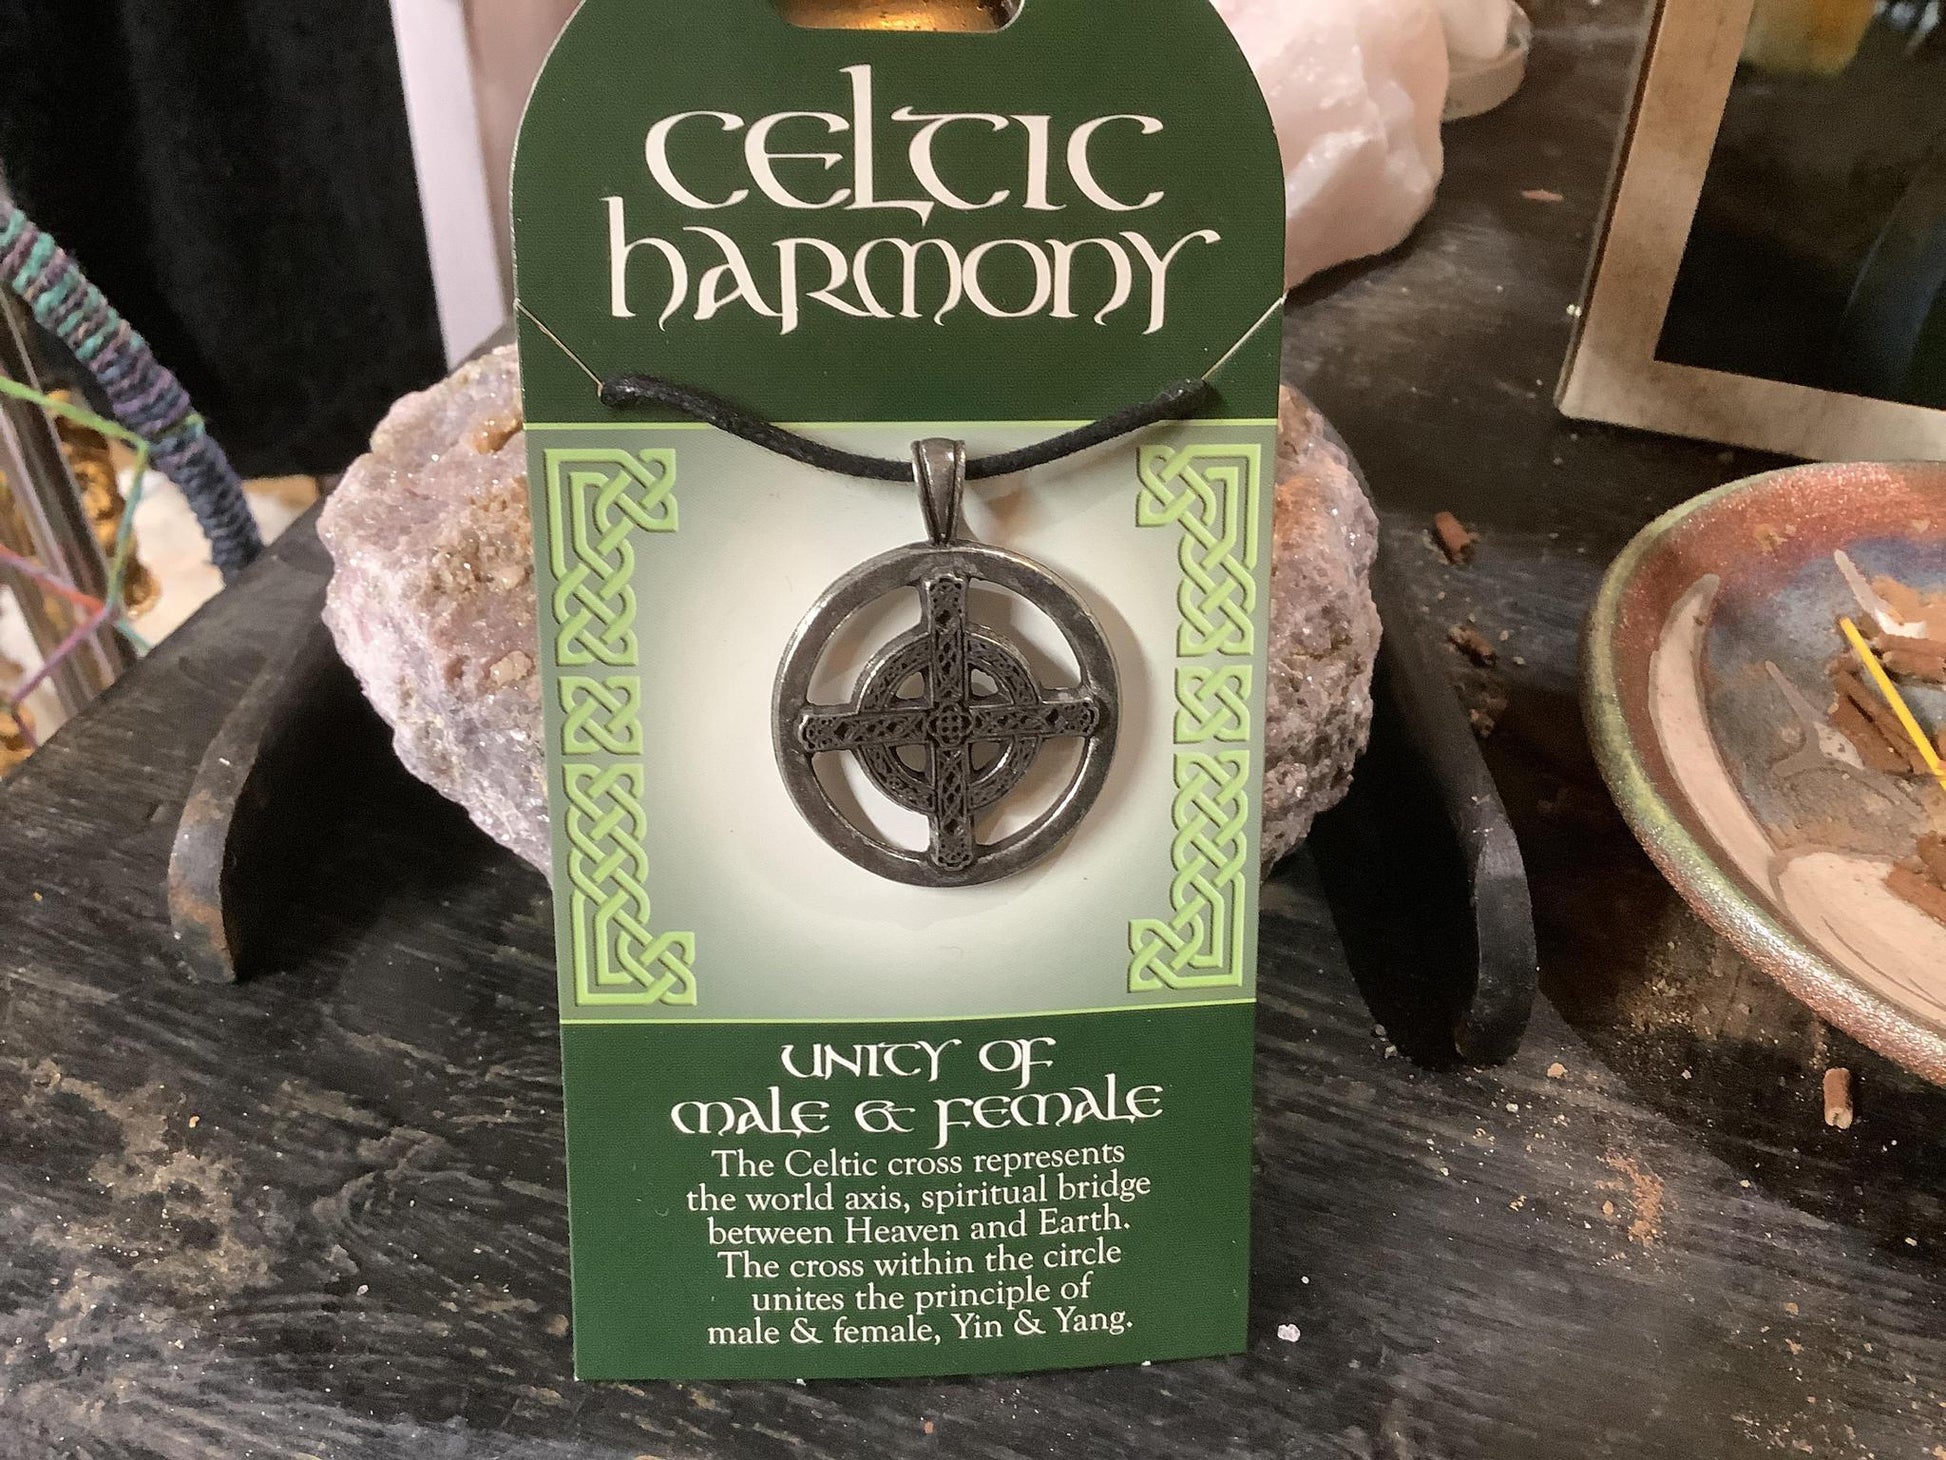 CELTIC
HARMONY
UNITY OF
MALE & FEMALE
The Celtic cross represents
the world axis, spiritual bridge
between Heaven and Earth.
The cross within the circle
unites the principle of
male & female, Yin & Yang.